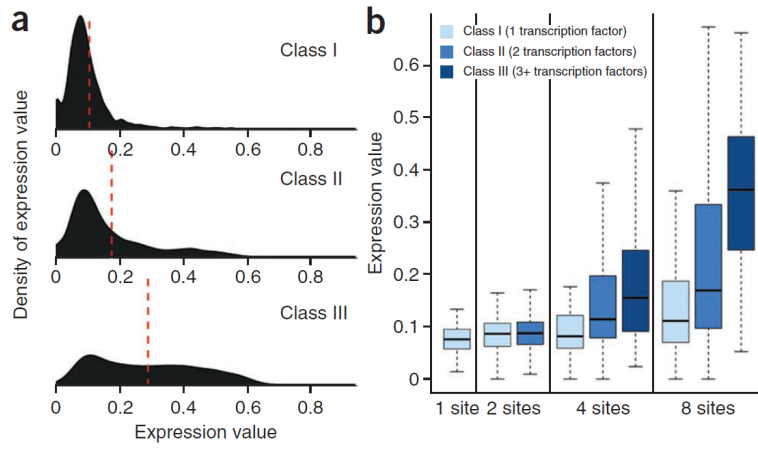 a
Class I
0 0.2 0.4 0.6 0.8
Class II
0 0.2 0.4 0.6 0.8
Class III
0 0.2 0.4 0.6 0.8
Expression value
Density of expression value
b
Class I (1 transcription factor)
Class II (2 transcription factors)
Class III (3+ transcription factors)
0.6
0.5
0.4
0.3
0.2
0.1
0
Expression value
1 site 2 sites 4 sites 8 sites